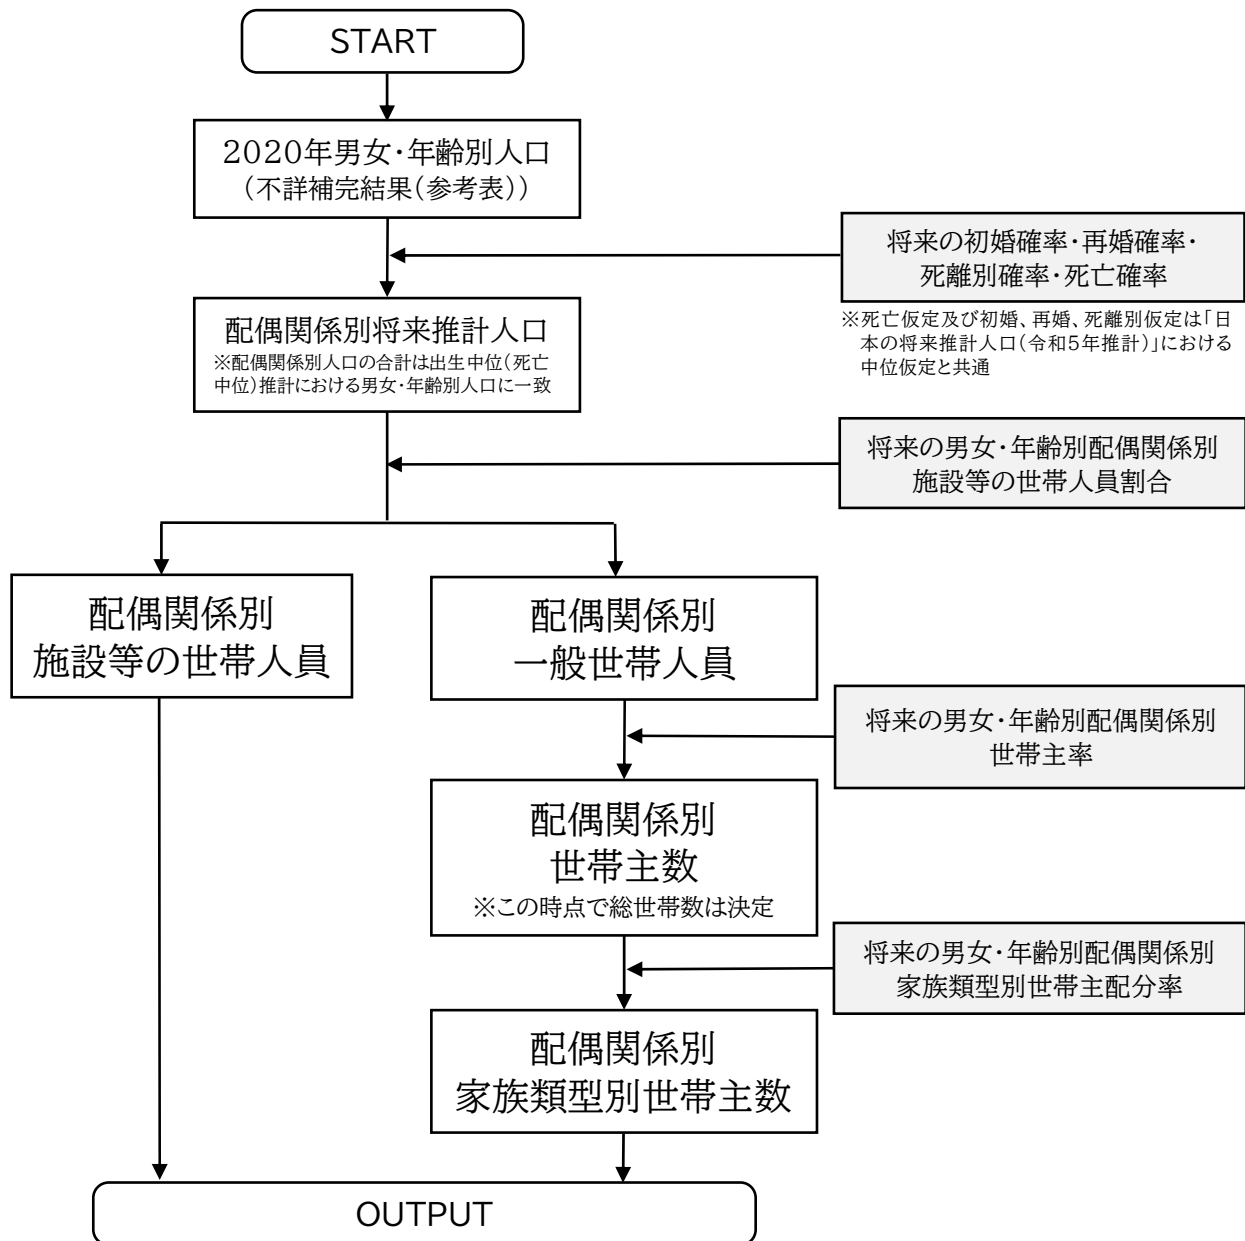 START
2020年男女・年齢別人口
（不詳補完結果（参考表））
将来の初婚確率・再婚確率・
死離別確率・死亡確率
※死亡仮定及び初婚、再婚、死離別仮定は「日
本の将来推計人口（令和5年推計）」における
中位仮定と共通
配偶関係別将来推計人口
※配偶関係別人口の合計は出生中位（死亡
中位）推計における男女・年齢別人口に一致
将来の男女・年齢別配偶関係別
施設等の世帯人員割合
配偶関係別
施設等の世帯人員
配偶関係別
一般世帯人員
将来の男女・年齢別配偶関係別
世帯主率
配偶関係別
世帯主数
※この時点で総世帯数は決定
将来の男女・年齢別配偶関係別
家族類型別世帯主配分率
配偶関係別
家族類型別世帯主数
OUTPUT